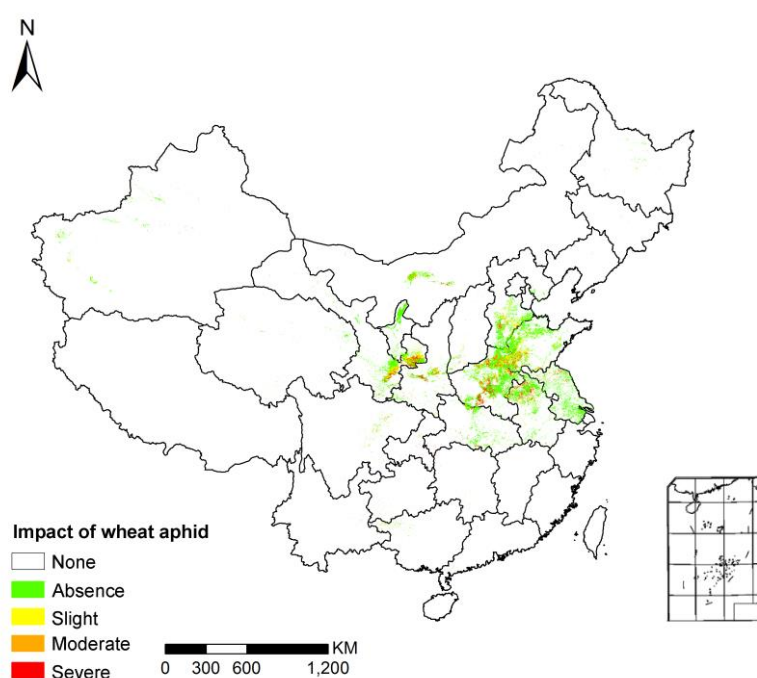 N
Impact of wheat aphid
None
Absence
Slight
Moderate
Severe
KM
0 300 600 1,200